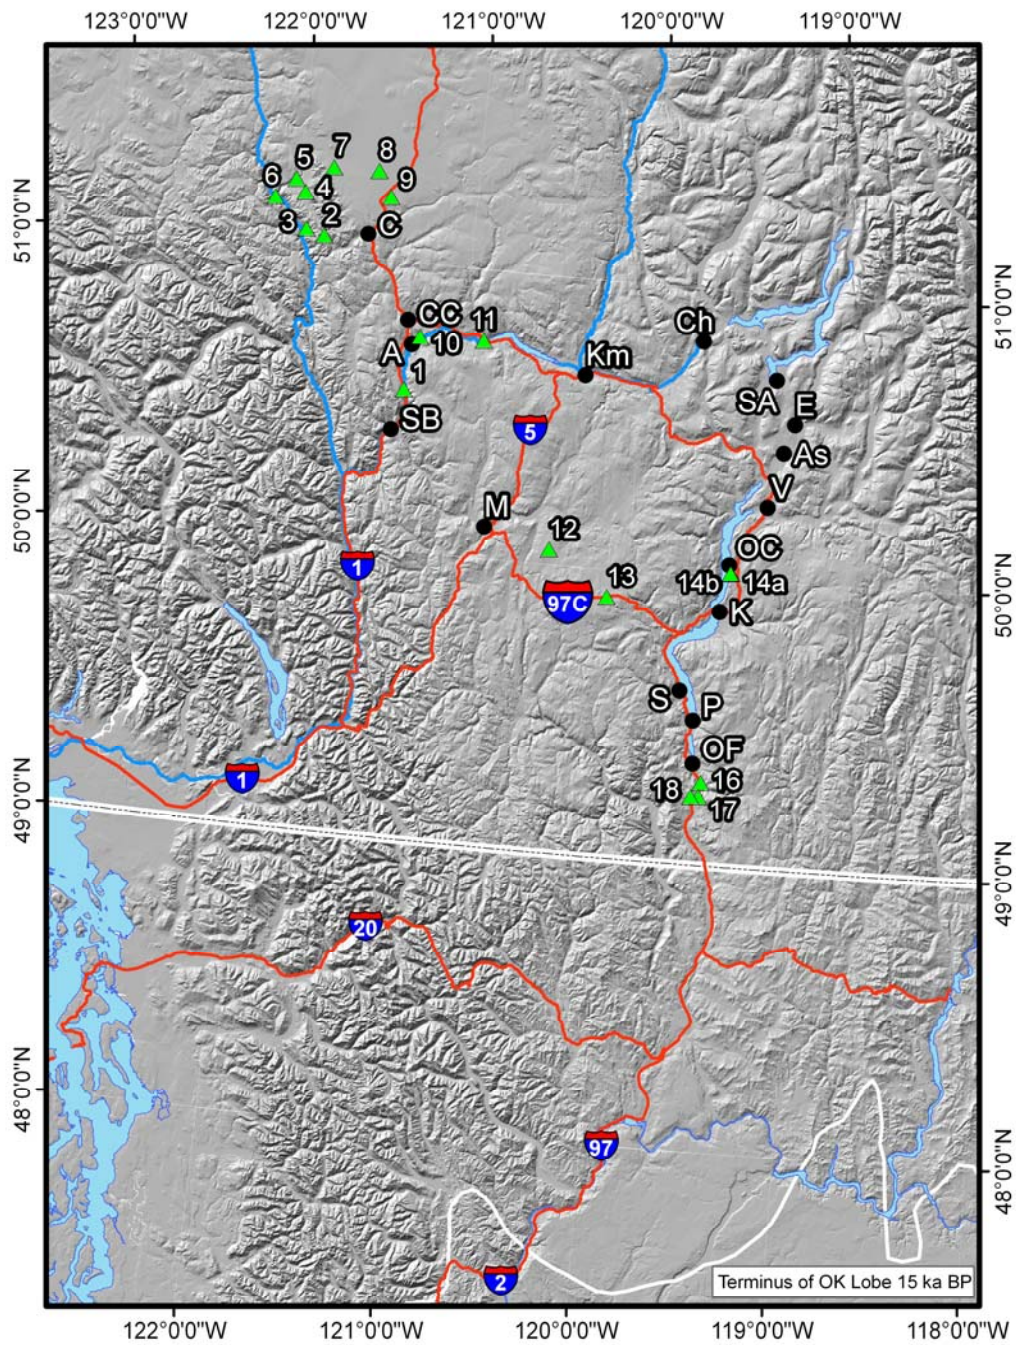 123°0'0"W 122°0'0"W 121°0'0"W 120°0'0"W 119°0'0"W
7
5
8
6
4
9
51°0'0"N
3
2
C
51°0'0"N
CC
11
Ch
A
10
Km
1
SA
E
SB
5
As
V
50°0'0"N
M
12
OC
1
13
14b
14a
97C
50°0'0"N
K
S
P
OF
1
16
18
17
49°0'0"N
49°0'0"N
20
48°0'0"N
97
48°0'0"N
2
Terminus of OK Lobe 15 ka BP
122°0'0"W 121°0'0"W 120°0'0"W 119°0'0"W 118°0'0"W